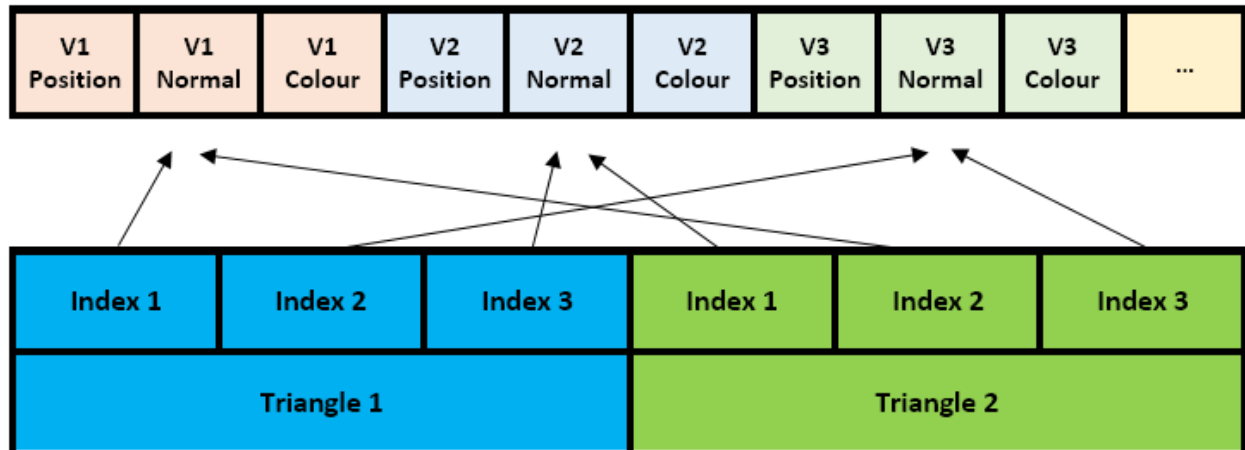 V1 V1 V1 V2 V2 V2 V3 V3 V3 ...
Position Normal Colour Position Normal Colour Position Normal Colour
Index 1 Index 2 Index 3 Index 1 Index 2 Index 3
Triangle 1 Triangle 2